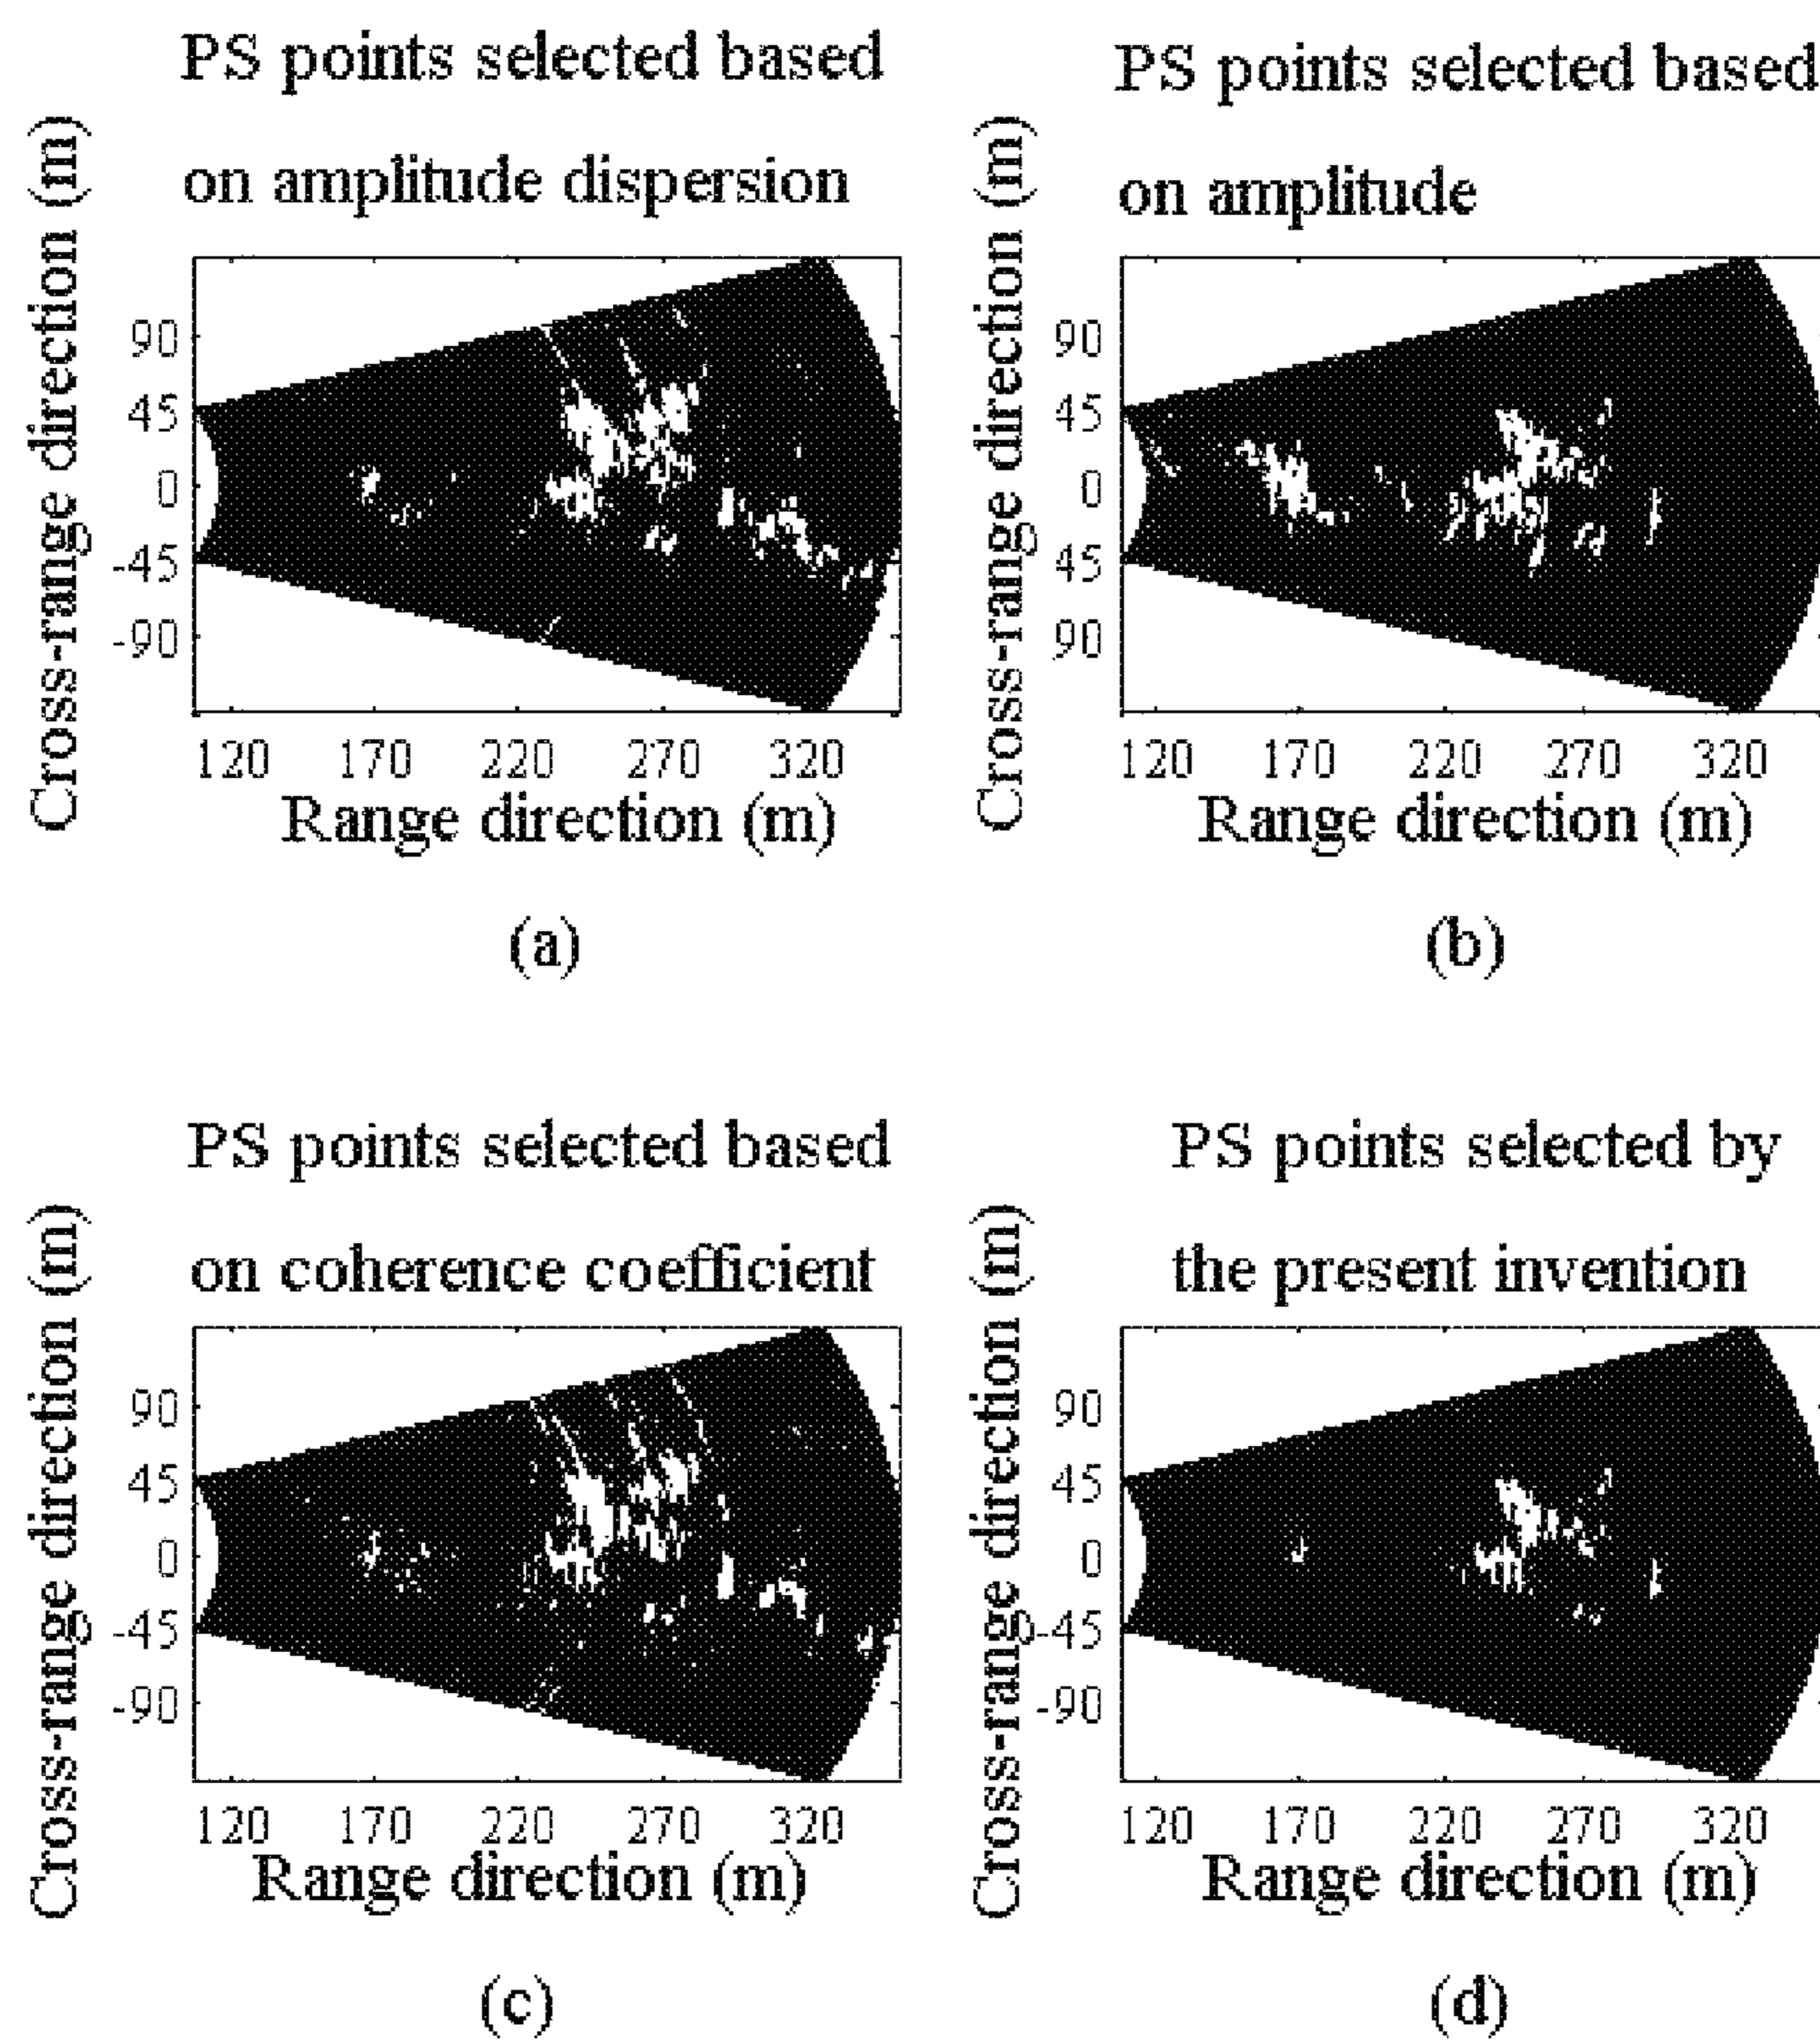 PS points selected based
on amplitude dispersion
Cross-range direction (m)
90
45
0
-45
-90
120 170 220 270 320
Range direction (m)
(a)
PS points selected based
on amplitude
Cross-range direction (m)
90
45
0
45
90
120 170 220 270 320
Range direction (m)
(b)
PS points selected based
on coherence coefficient
Cross-range direction (m)
90
45
0
-45
-90
120 170 220 270 320
Range direction (m)
(c)
PS points selected by
the present invention
Cross-range direction (m)
90
45
0
-45
-90
120 170 220 270 320
Range direction (m)
(d)